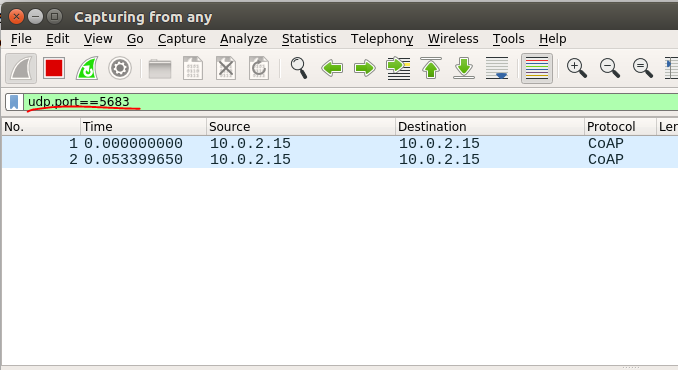 Capturing from any
File Edit View Go Capture Analyze Statistics Telephony Wireless Tools Help
udp.port==5683
No. Time Source Destination Protocol Len
1 0.000000000 10.0.2.15 10.0.2.15 CoAP
2 0.053399650 10.0.2.15 10.0.2.15 CoAP